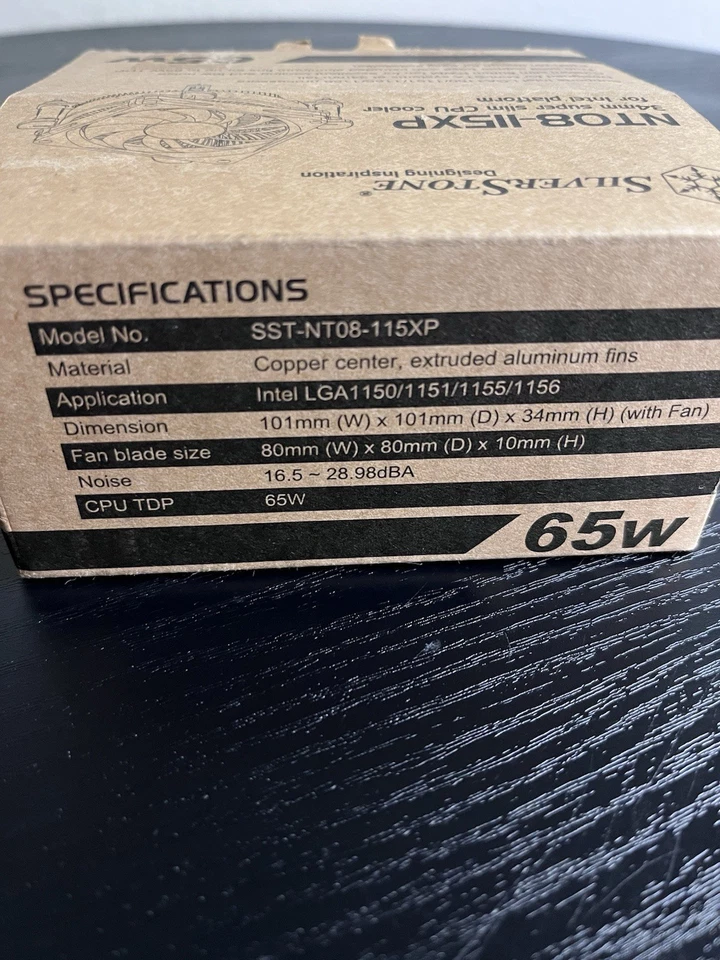 65W
NT08-115XP
34mm super slim CPU cooler
for Intel platform
SILVERSTONE®
Designing Inspiration
SPECIFICATIONS
Model No. SST-NT08-115XP
Material Copper center, extruded aluminum fins
Application Intel LGA1150/1151/1155/1156
Dimension 101mm (W) x 101mm (D) x 34mm (H) (with Fan)
Fan blade size 80mm (W) x 80mm (D) x 10mm (H)
Noise 16.5 ~ 28.98dBA
CPU TDP 65W
65W